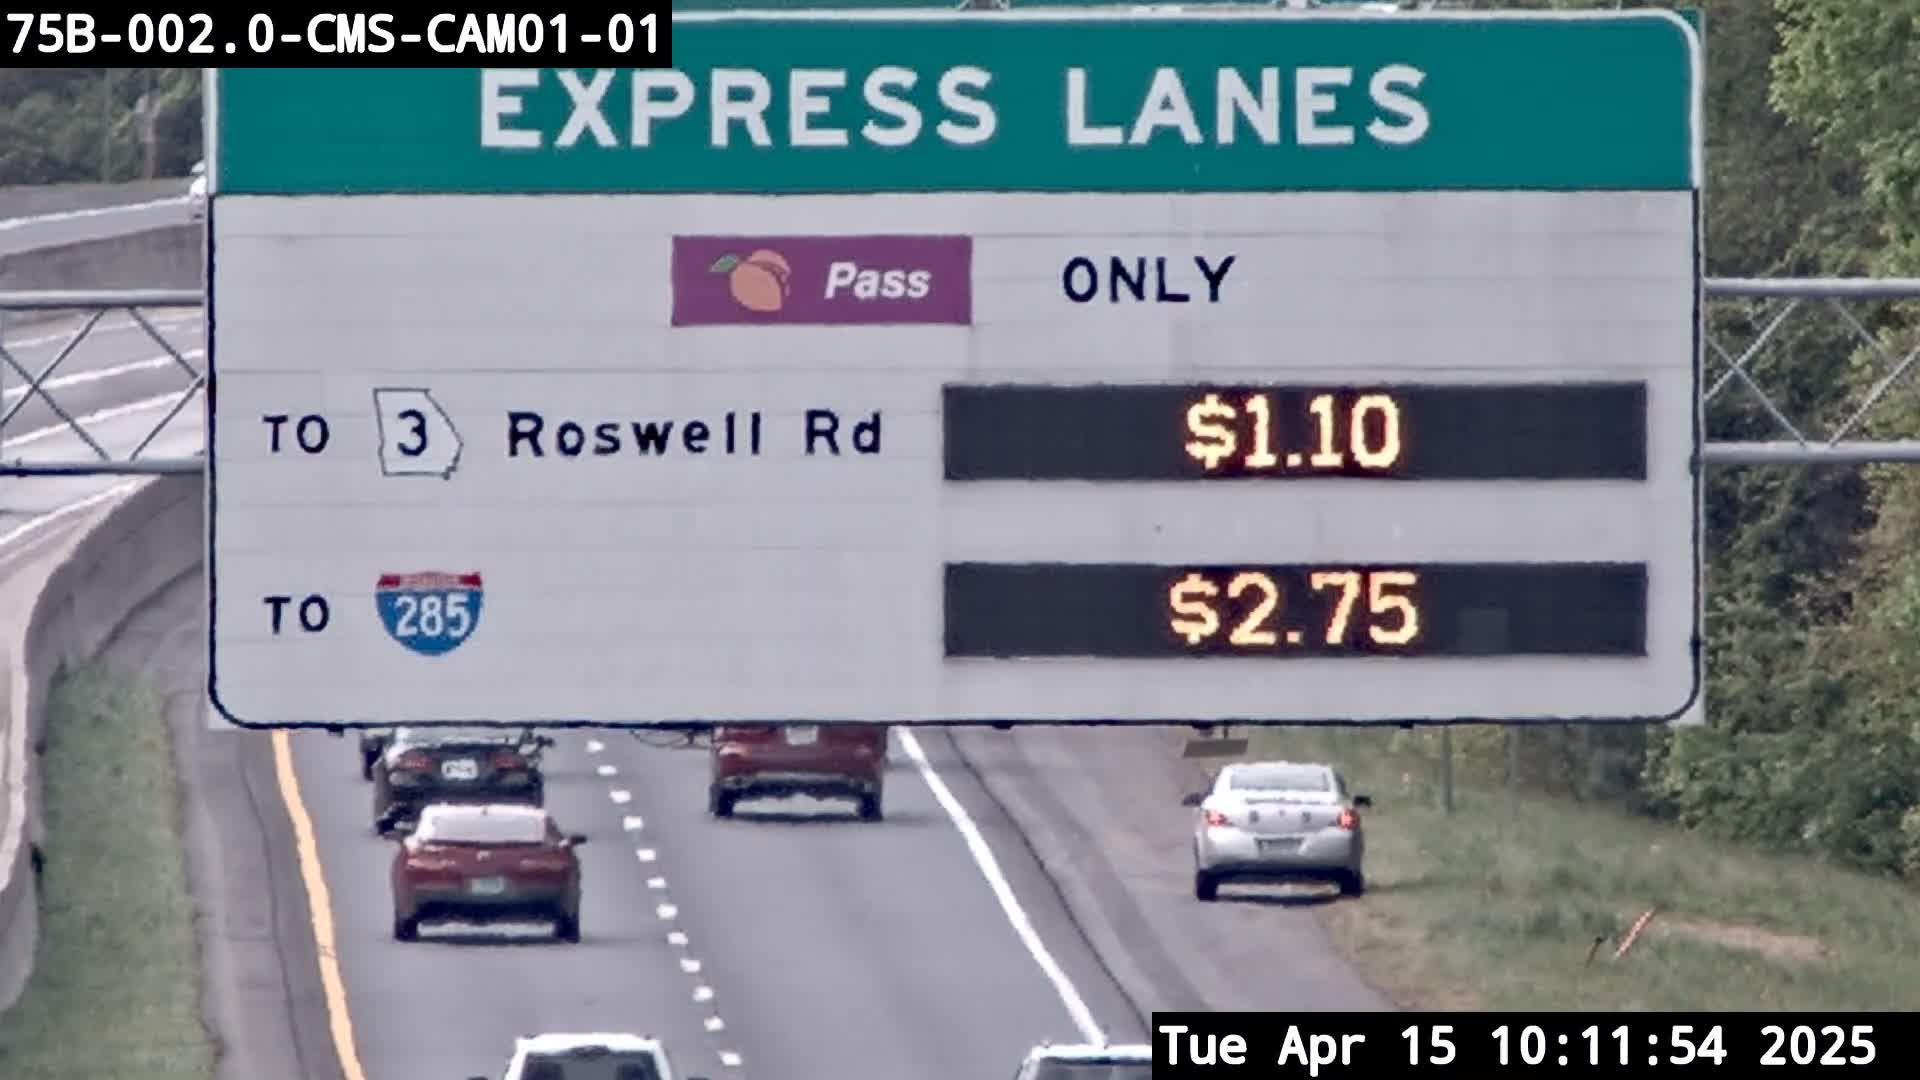 75B-002.0-CMS-CAM01-01
EXPRESS LANES
Pass ONLY
TO 3 Roswell Rd $1.10
TO 285 $2.75
Tue Apr 15 10:11:54 2025